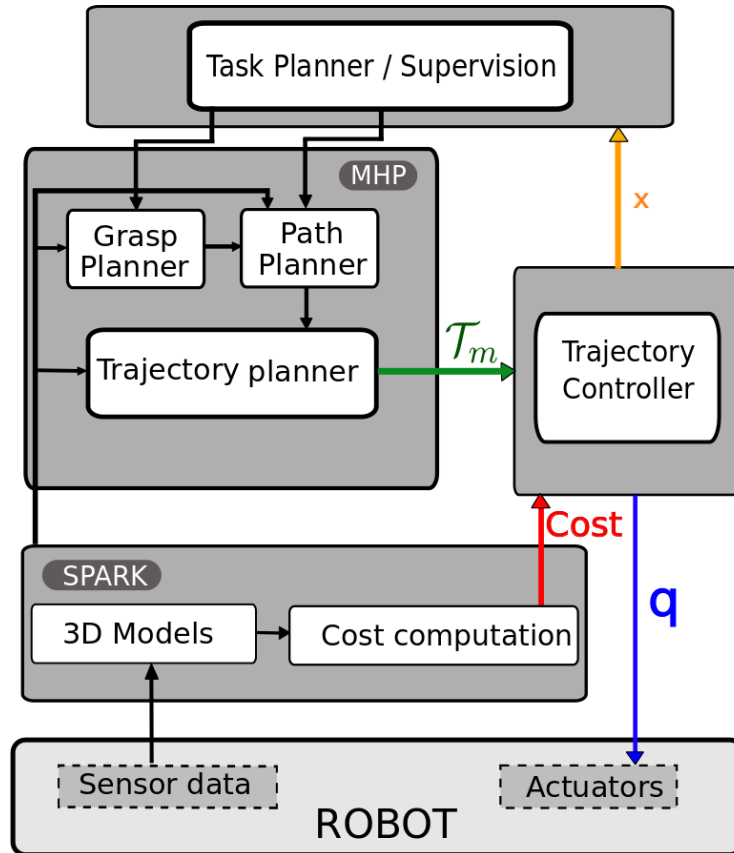 Task Planner / Supervision
MHP
Grasp
Planner
Path
Planner
Trajectory planner
𝒯m
x
Trajectory
Controller
Cost
SPARK
3D Models
Cost computation
q
Sensor data
Actuators
ROBOT